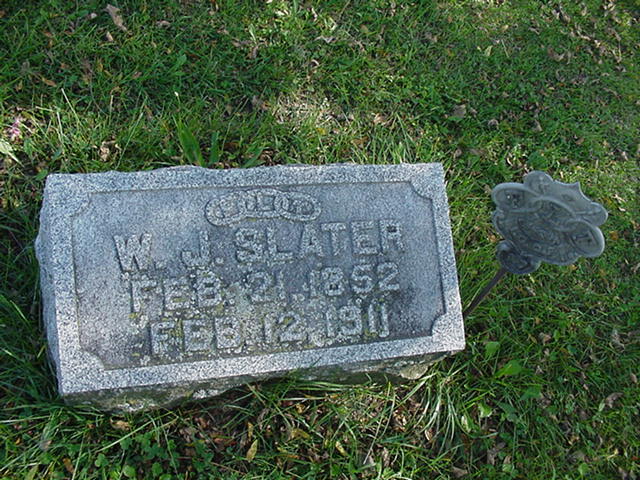 W. J. SLATER
FEB. 21. 1852
FEB. 12. 1911